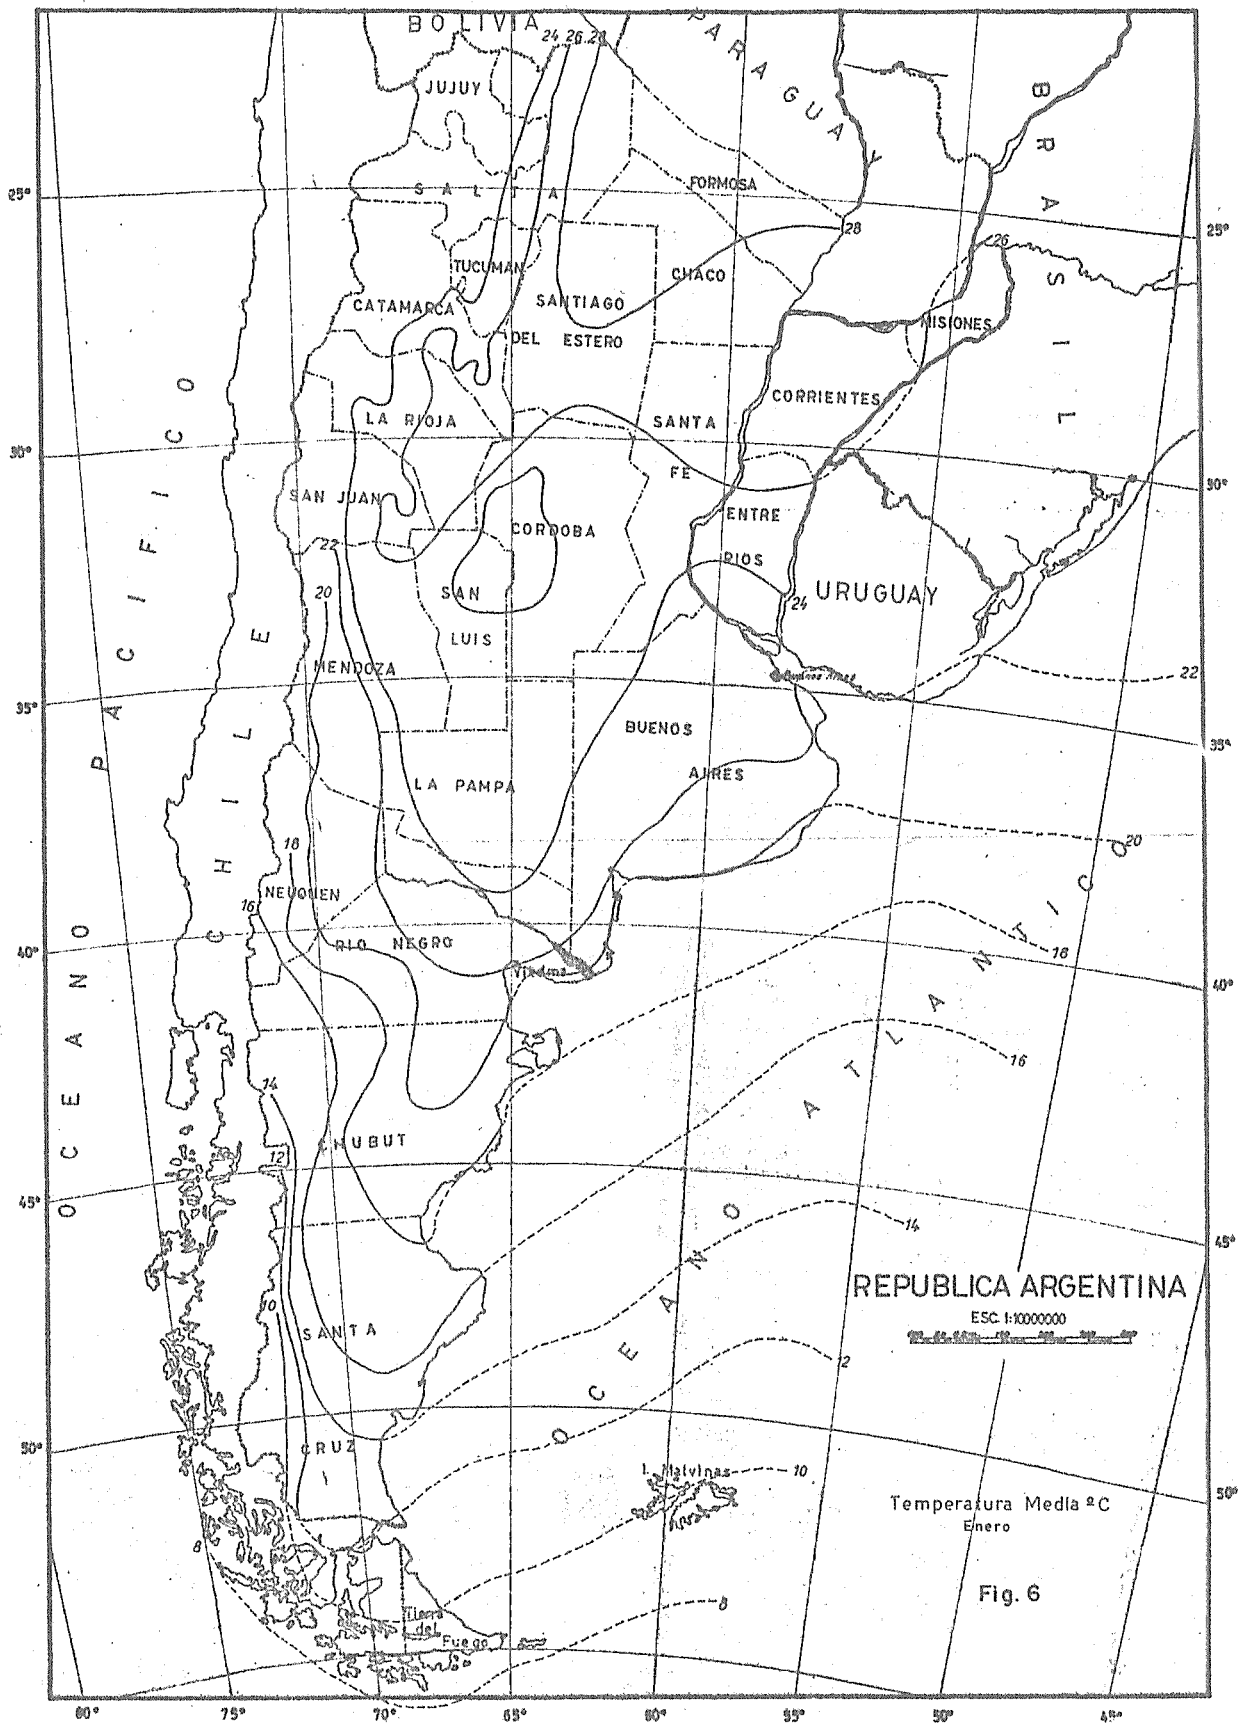 BOLIVIA
24 26 28
PARAGUAY
BRASIL
JUJUY
SALTA
FORMOSA
25°
25°
28
26
TUCUMAN
CHACO
CATAMARCA
SANTIAGO
DEL ESTERO
MISIONES
CORRIENTES
LA RIOJA
SANTA
FE
30°
30°
SAN JUAN
CORDOBA
ENTRE
RIOS
22
20
SAN
LUIS
24
URUGUAY
MENDOZA
Buenos Aires
22
35°
35°
BUENOS
AIRES
LA PAMPA
20
18
NEUQUEN
16
RIO NEGRO
Viedma
18
40°
40°
16
14
CHUBUT
12
45°
45°
14
OCEANO PACIFICO
CHILE
OCEANO ATLANTICO
REPUBLICA ARGENTINA
ESC. 1:10000000
10
SANTA
CRUZ
12
50°
50°
I. Malvinas
10
Temperatura Media ºC
Enero
8
Fig. 6
Tierra
del
Fuego
8
80° 75° 70° 65° 60° 55° 50° 45°